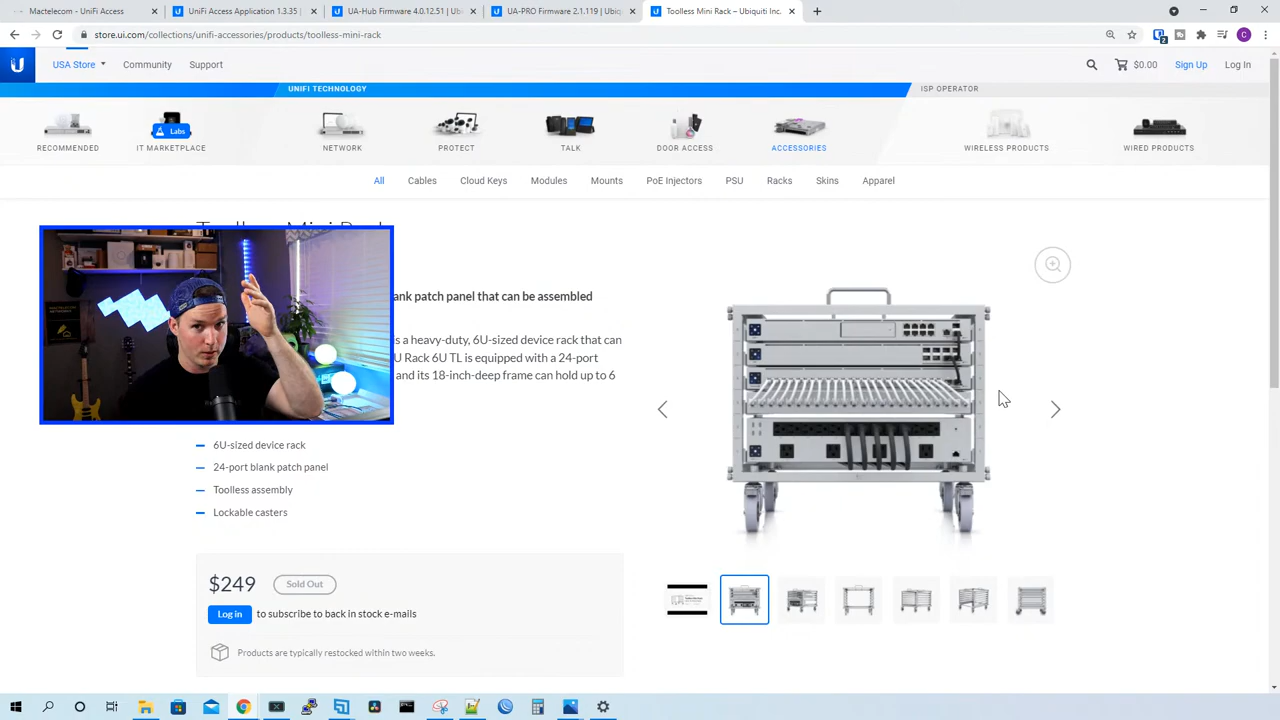 Mactelecom – UniFi Access
UniFi Access Application 1.3.35 | U
UA-Hub Firmware 4.0.12.51 | Ub
UA-PRO Firmware 2.1.119 | Ubiq
Toolless Mini Rack – Ubiquiti Inc.
store.ui.com/collections/unifi-accessories/products/toolless-mini-rack
USA Store
Community
Support
$0.00
Sign Up
Log In
UNIFI TECHNOLOGY
ISP OPERATOR
Labs
RECOMMENDED
IT MARKETPLACE
NETWORK
PROTECT
TALK
DOOR ACCESS
ACCESSORIES
WIRELESS PRODUCTS
WIRED PRODUCTS
All
Cables
Cloud Keys
Modules
Mounts
PoE Injectors
PSU
Racks
Skins
Apparel
Toolless Mini Rack
ank patch panel that can be assembled
is a heavy-duty, 6U-sized device rack that can
U Rack 6U TL is equipped with a 24-port
and its 18-inch-deep frame can hold up to 6
6U-sized device rack
24-port blank patch panel
Toolless assembly
Lockable casters
$249
Sold Out
Log in to subscribe to back in stock e-mails
Products are typically restocked within two weeks.